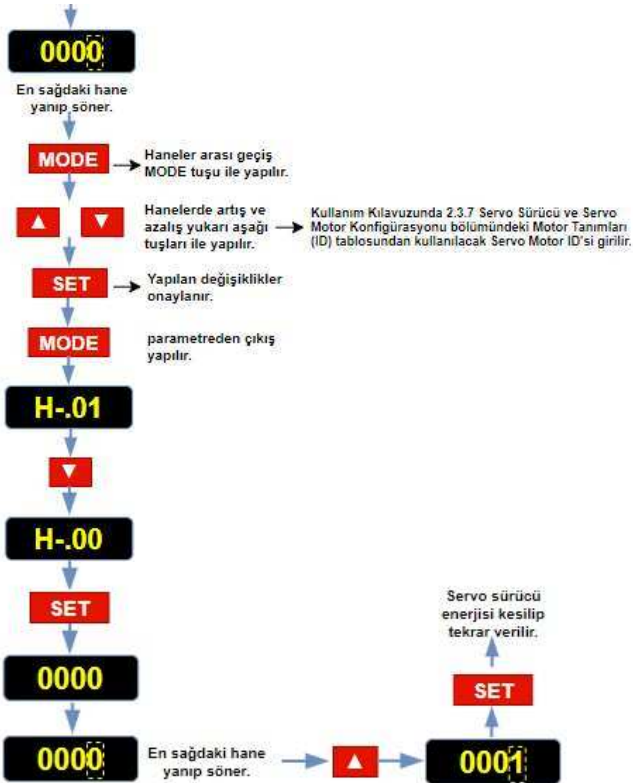 0000
En sağdaki hane
yanıp söner.
MODE
Haneler arası geçiş
MODE tuşu ile yapılır.
▲ ▼
Hanelerde artış ve
azalış yukarı aşağı
tuşları ile yapılır.
Kullanım Kılavuzunda 2.3.7 Servo Sürücü ve Servo
Motor Konfigürasyonu bölümündeki Motor Tanımları
(ID) tablosundan kullanılacak Servo Motor ID'si girilir.
SET
Yapılan değişiklikler
onaylanır.
MODE
parametreden çıkış
yapılır.
H-.01
▼
H-.00
SET
0000
0000
En sağdaki hane
yanıp söner.
▲
0001
SET
Servo sürücü
enerjisi kesilip
tekrar verilir.